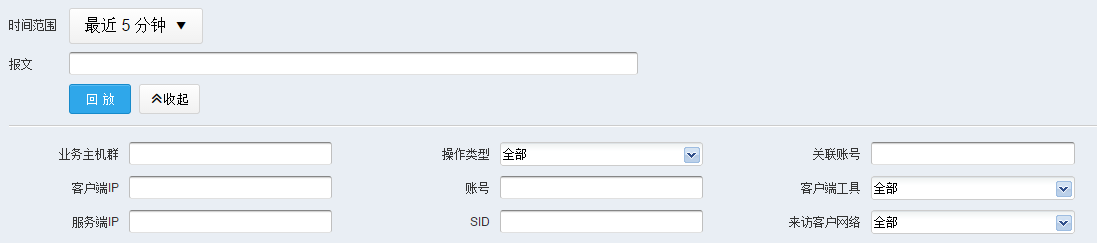 时间范围 最近 5 分钟 ▼
报文
回 放 收起
业务主机群 操作类型 全部 关联账号
客户端IP 账号 客户端工具 全部
服务端IP SID 来访客户网络 全部